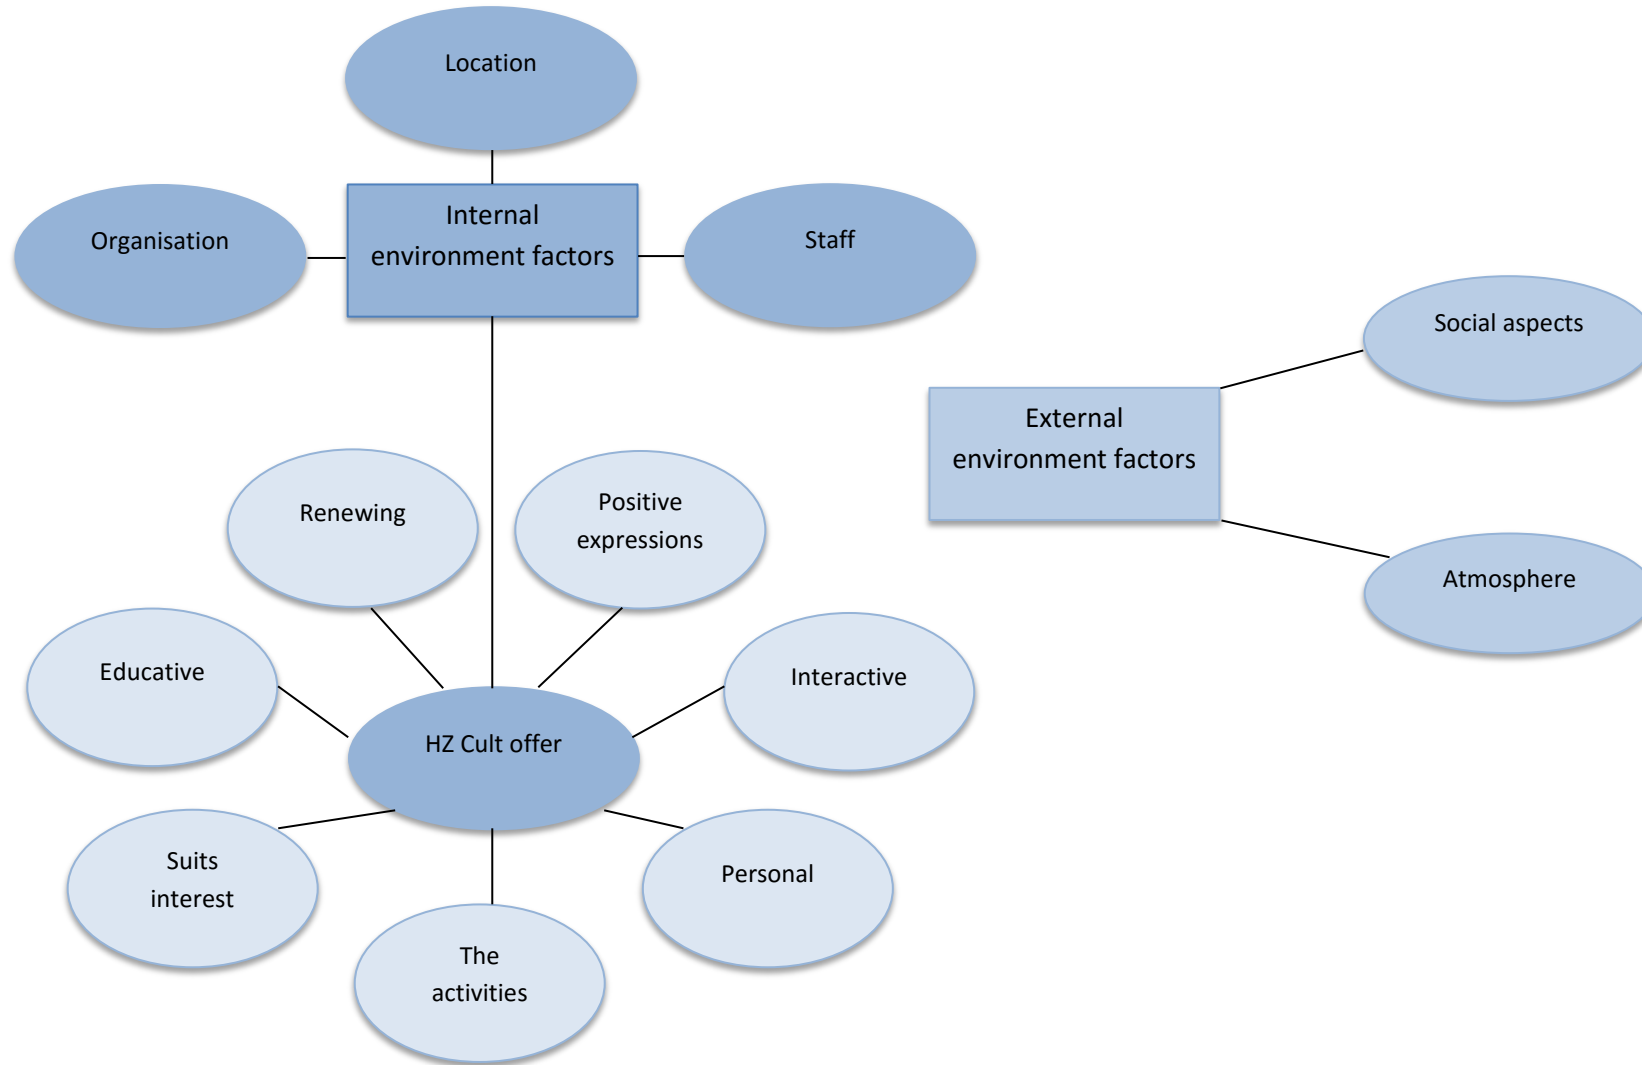 Location
Organisation
Internal
environment factors
Staff
Social aspects
External
environment factors
Atmosphere
Renewing
Positive
expressions
Educative
Interactive
HZ Cult offer
Suits
interest
Personal
The
activities